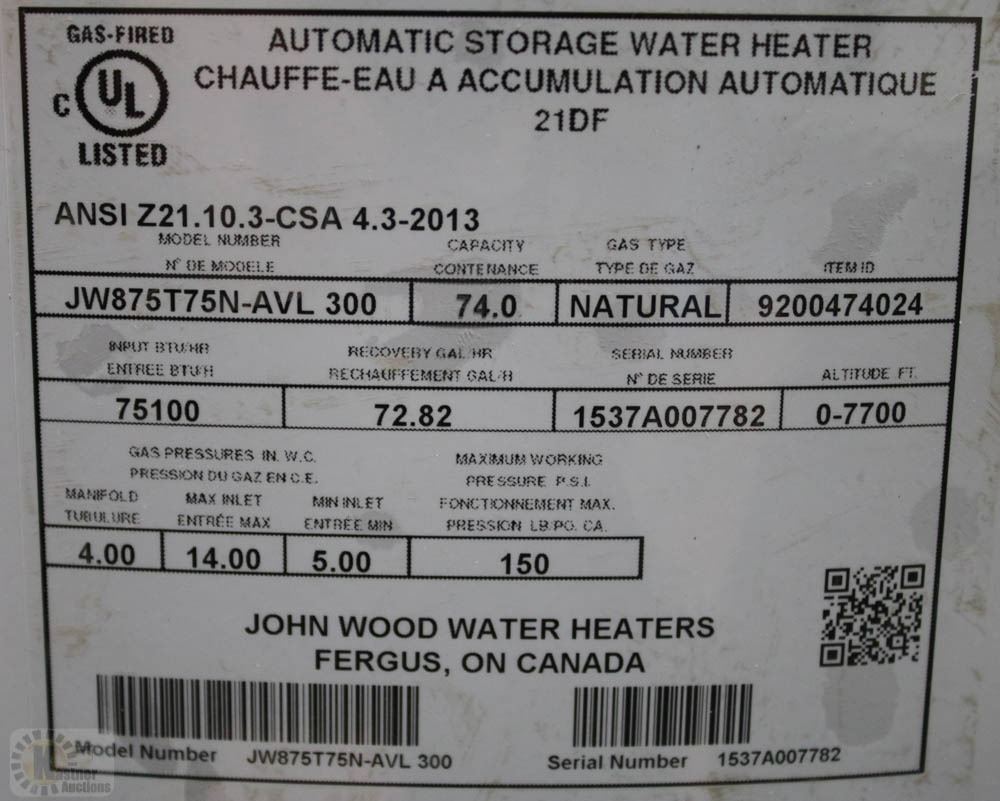 GAS-FIRED
C UL
LISTED
AUTOMATIC STORAGE WATER HEATER
CHAUFFE-EAU A ACCUMULATION AUTOMATIQUE
21DF
ANSI Z21.10.3-CSA 4.3-2013
MODEL NUMBER CAPACITY GAS TYPE
N° DE MODELE CONTENANCE TYPE DE GAZ ITEM ID
JW875T75N-AVL 300 74.0 NATURAL 9200474024
INPUT BTU/HR RECOVERY GAL/HR SERIAL NUMBER
ENTREE BTU/H RECHAUFFEMENT GAL/H N° DE SERIE ALTITUDE FT.
75100 72.82 1537A007782 0-7700
GAS PRESSURES IN. W.C. MAXIMUM WORKING
PRESSION DU GAZ EN C.E. PRESSURE P.S.I.
MANIFOLD MAX INLET MIN INLET FONCTIONNEMENT MAX.
TUBULURE ENTRÉE MAX ENTRÉE MIN PRESSION LB.PO. CA.
4.00 14.00 5.00 150
JOHN WOOD WATER HEATERS
FERGUS, ON CANADA
Model Number JW875T75N-AVL 300 Serial Number 1537A007782
Kastner
Auctions